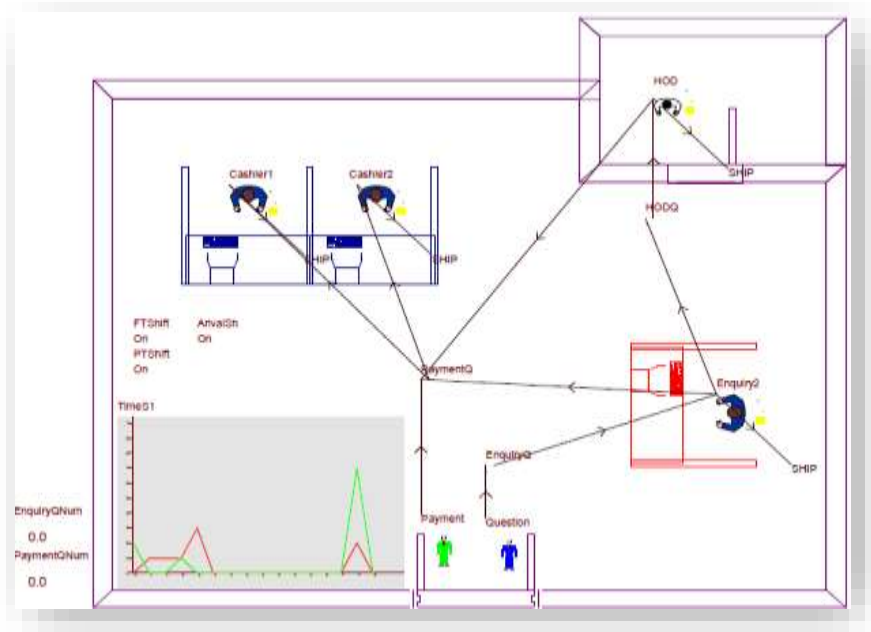 HOD
SHIP
Cashier1
Cashier2
HODQ
SHIP
SHIP
FTShift
ArivalSh
On
On
PTShift
On
PaymentQ
Enquiry2
TimeS1
EnquiryQ
SHIP
EnquiryQNum
0.0
Payment
Question
PaymentQNum
0.0